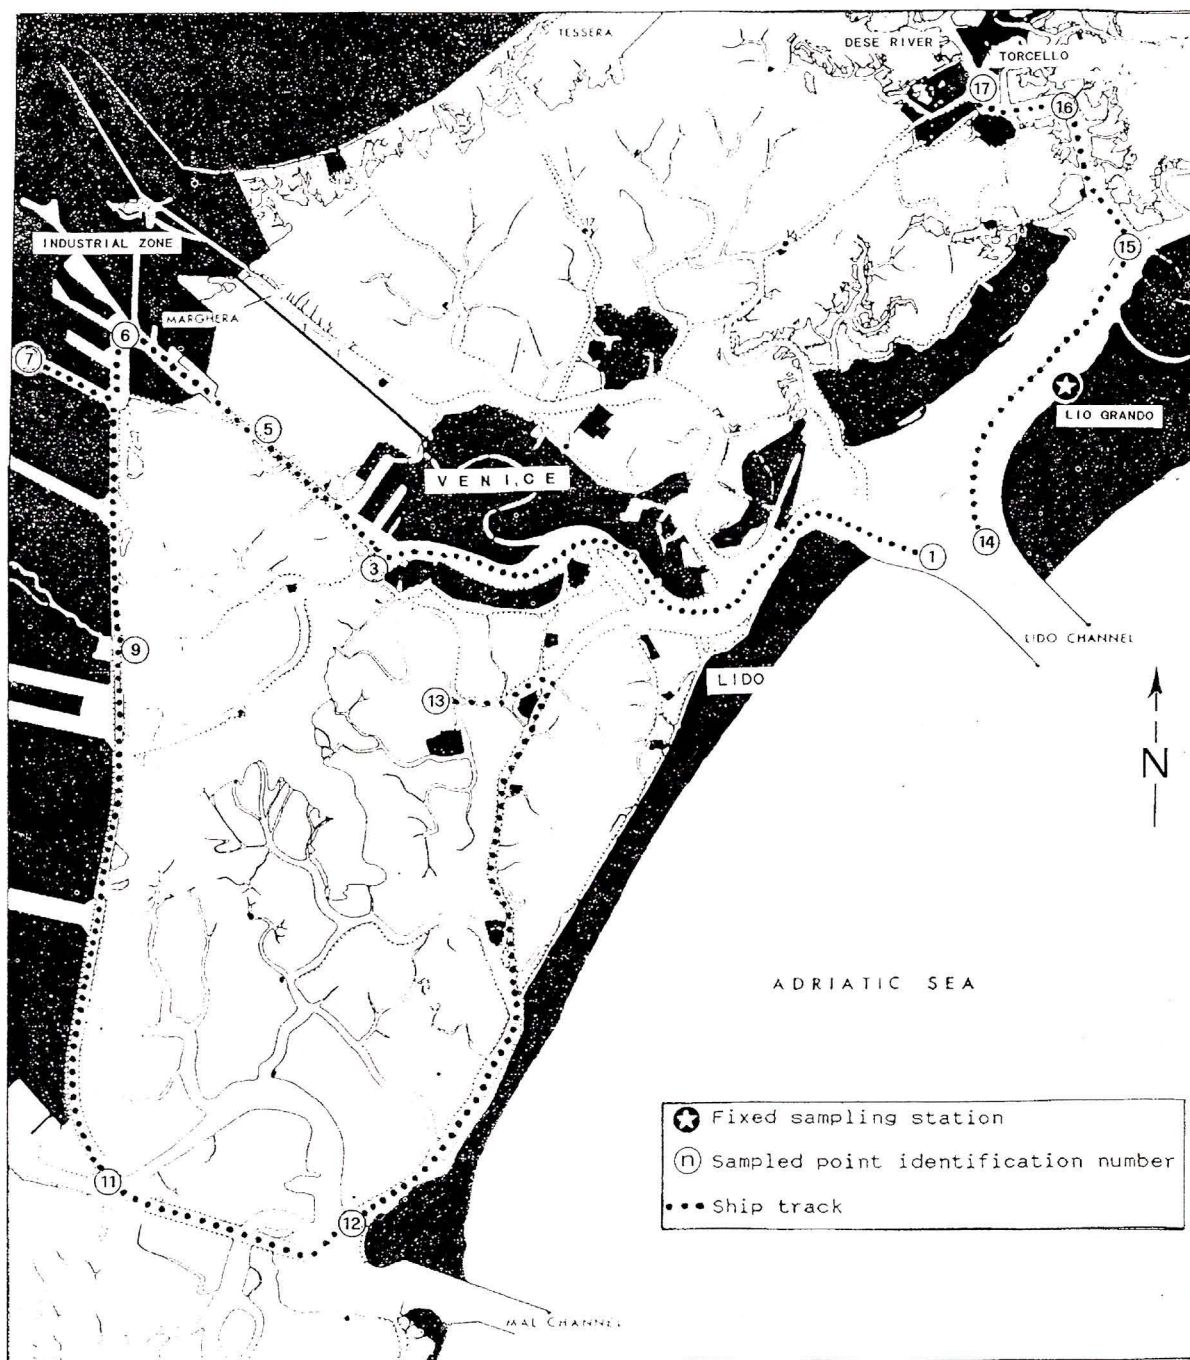 TESSERA
DESE RIVER
TORCELLO
17
16
INDUSTRIAL ZONE
15
MARGHERA
6
7
LIO GRANDO
5
VENICE
3
1
14
LIDO CHANNEL
9
LIDO
13
N
ADRIATIC SEA
Fixed sampling station
n Sampled point identification number
Ship track
11
12
MAL CHANNEL